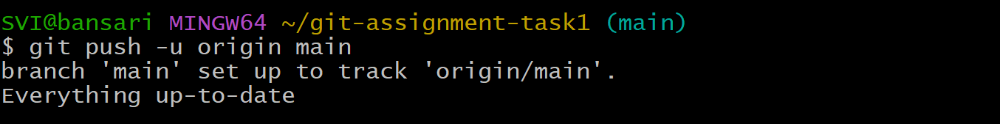 SVI@bansari MINGW64 ~/git-assignment-task1 (main)
$ git push -u origin main
branch 'main' set up to track 'origin/main'.
Everything up-to-date